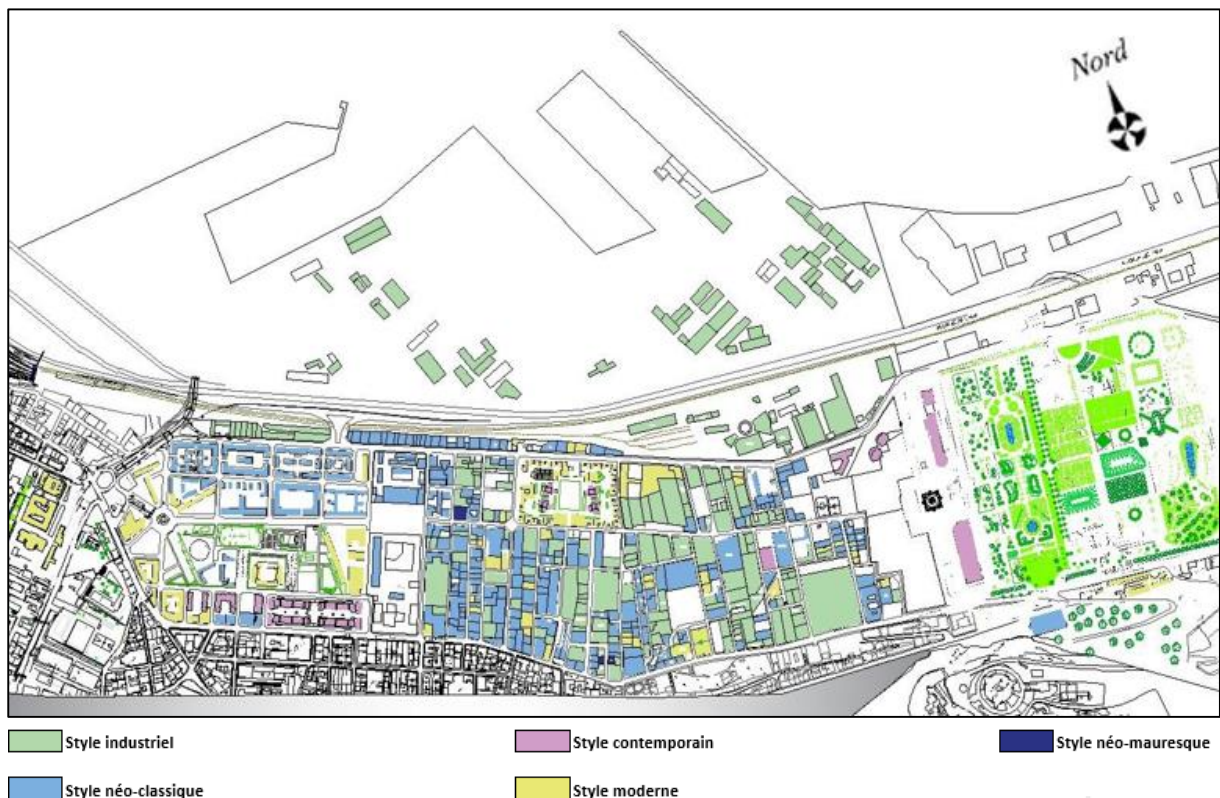 Nord
Style industriel
Style contemporain
Style néo-mauresque
Style néo-classique
Style moderne